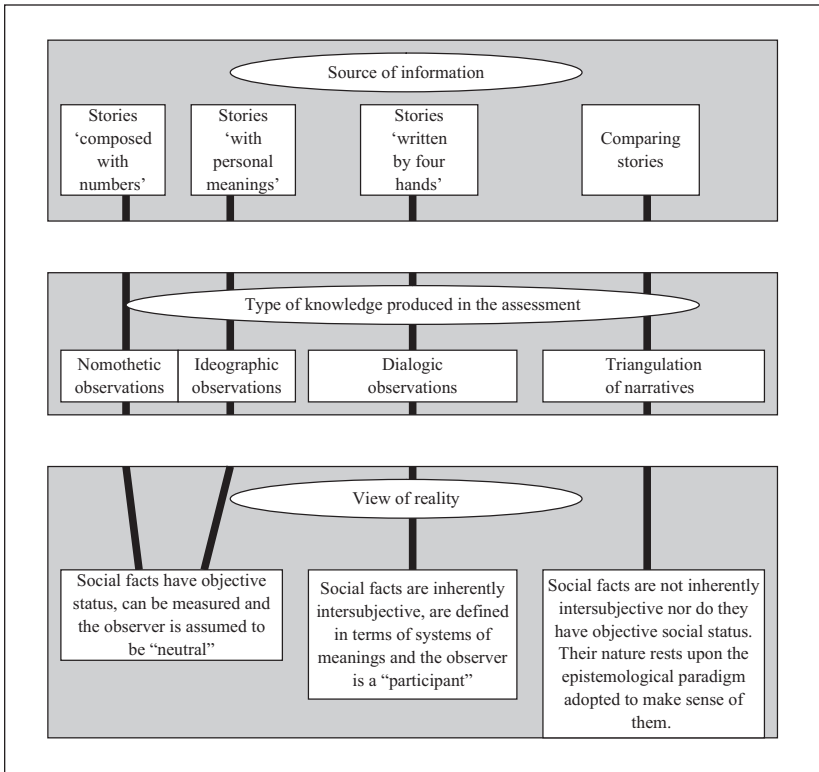 Source of information
Stories
‘composed
with
numbers’
Stories
‘with
personal
meanings’
Stories
‘written
by four
hands’
Comparing
stories
Type of knowledge produced in the assessment
Nomothetic
observations
Ideographic
observations
Dialogic
observations
Triangulation
of narratives
View of reality
Social facts have objective
status, can be measured and
the observer is assumed to
be “neutral”
Social facts are inherently
intersubjective, are defined
in terms of systems of
meanings and the observer
is a “participant”
Social facts are not inherently
intersubjective nor do they
have objective social status.
Their nature rests upon the
epistemological paradigm
adopted to make sense of
them.